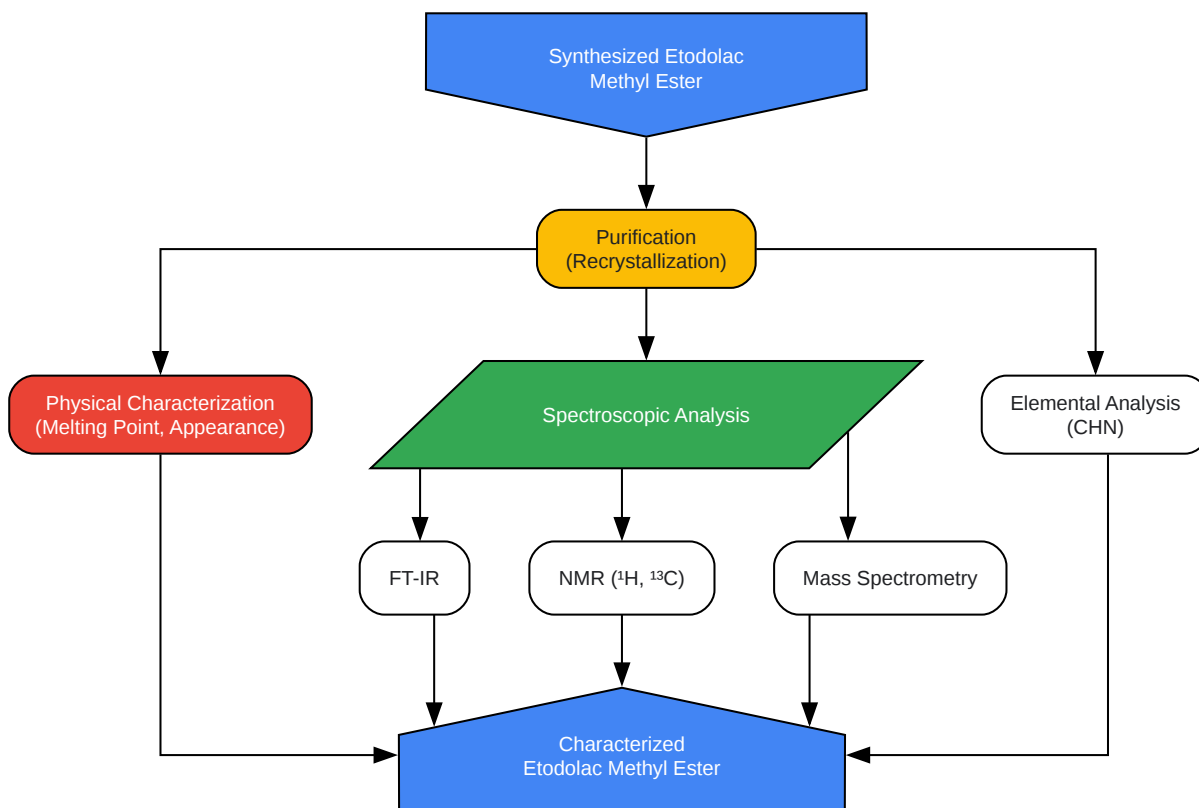 Synthesized Etodolac
Methyl Ester
Purification
(Recrystallization)
Physical Characterization
(Melting Point, Appearance)
Spectroscopic Analysis
Elemental Analysis
(CHN)
FT-IR
NMR (¹H, ¹³C)
Mass Spectrometry
Characterized
Etodolac Methyl Ester